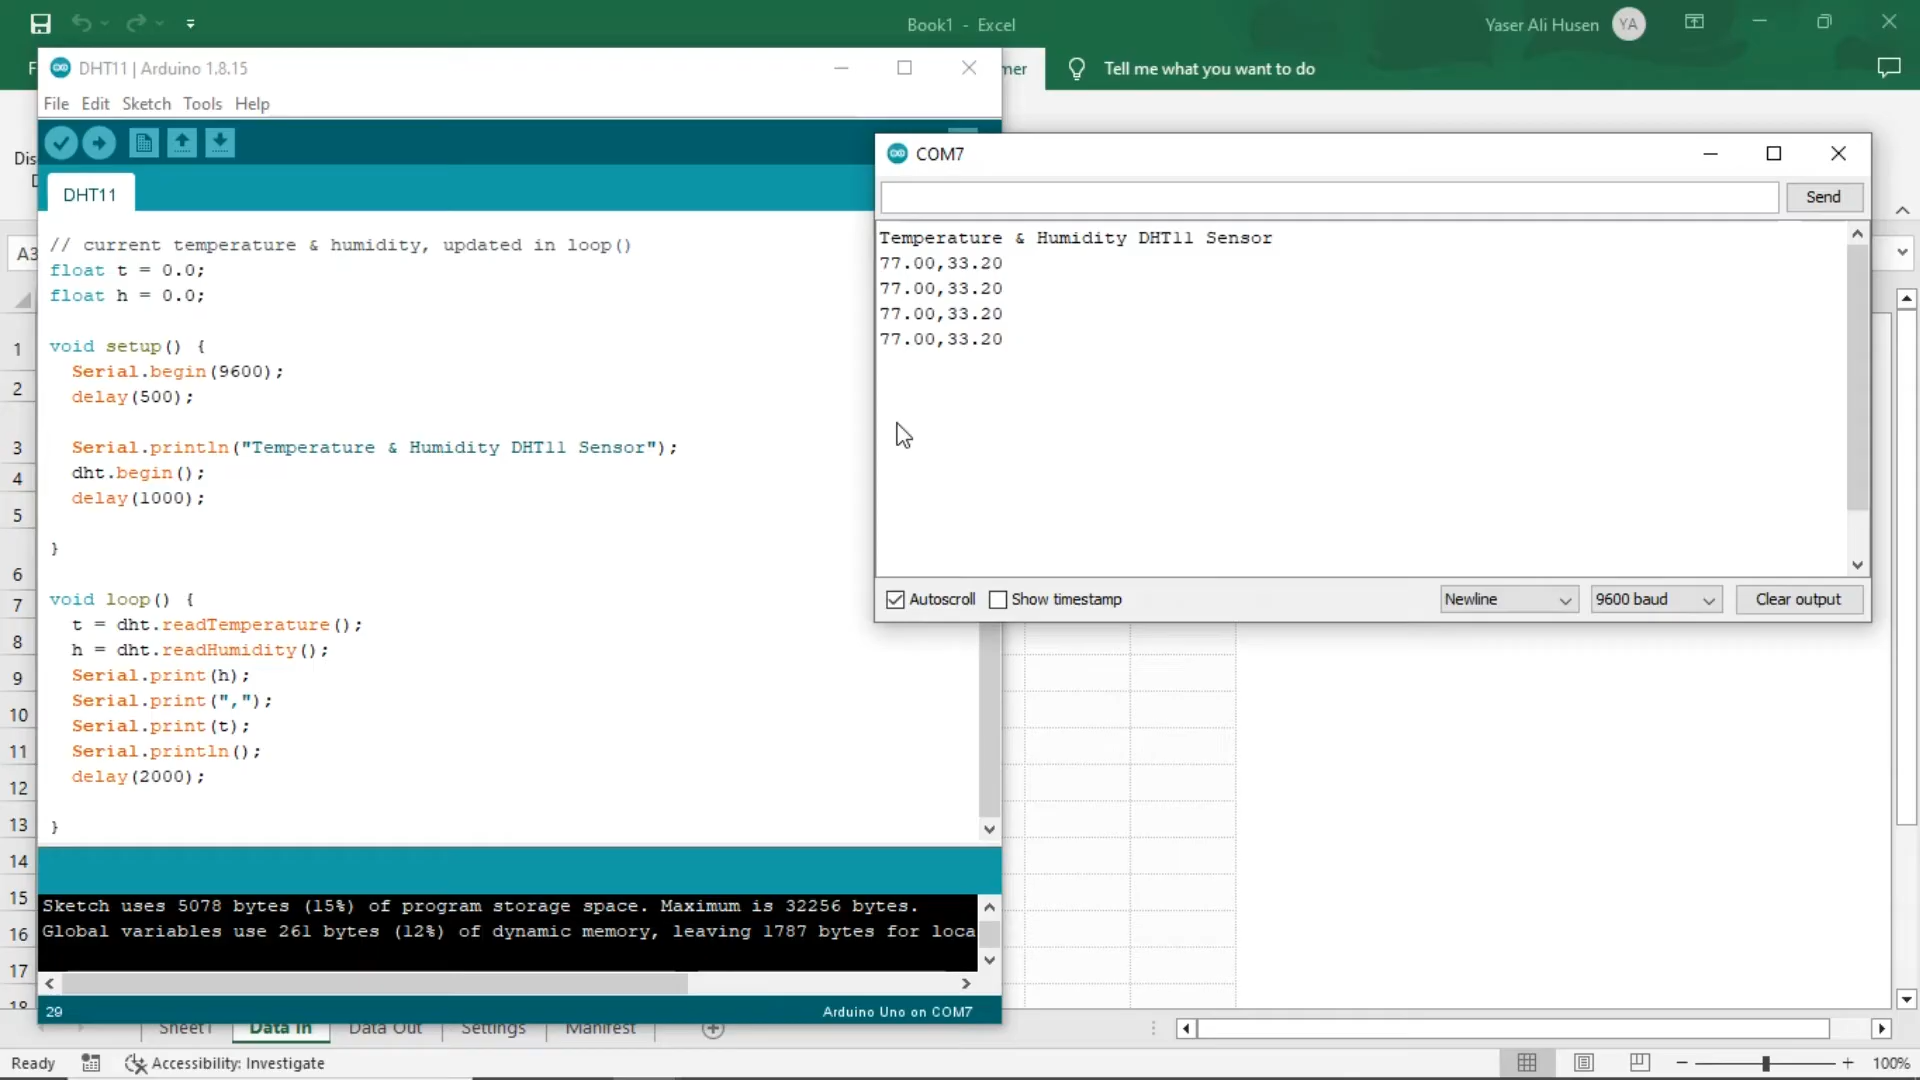 Book1 - Excel
Yaser Ali Husen
YA
DHT11 | Arduino 1.8.15
mer
Tell me what you want to do
File Edit Sketch Tools Help
DHT11
// current temperature & humidity, updated in loop()
float t = 0.0;
float h = 0.0;
void setup() {
Serial.begin(9600);
delay(500);
Serial.println("Temperature & Humidity DHT11 Sensor");
dht.begin();
delay(1000);
}
void loop() {
t = dht.readTemperature();
h = dht.readHumidity();
Serial.print(h);
Serial.print(",");
Serial.print(t);
Serial.println();
delay(2000);
}
Sketch uses 5078 bytes (15%) of program storage space. Maximum is 32256 bytes.
Global variables use 261 bytes (12%) of dynamic memory, leaving 1787 bytes for loca
29
Arduino Uno on COM7
COM7
Send
Temperature & Humidity DHT11 Sensor
77.00,33.20
77.00,33.20
77.00,33.20
77.00,33.20
Autoscroll
Show timestamp
Newline
9600 baud
Clear output
Dis
A3
1
2
3
4
5
6
7
8
9
10
11
12
13
14
15
16
17
18
Sheet1
Data In
Data Out
Settings
Manifest
Ready
Accessibility: Investigate
100%